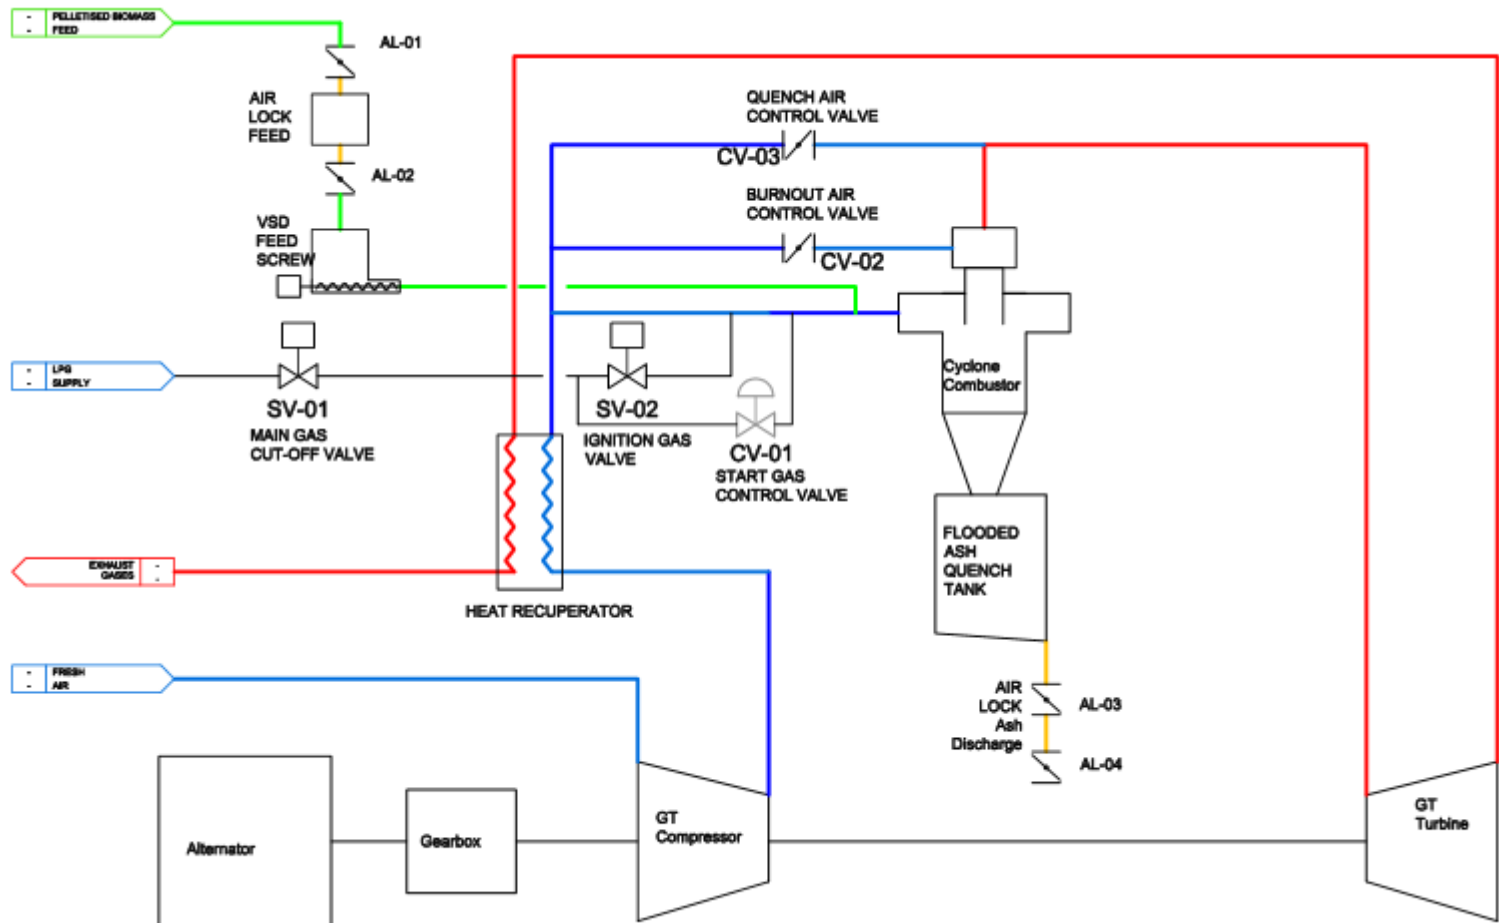 PELLETISED BIOMASS
FEED
AL-01
AIR
LOCK
FEED
AL-02
VSD
FEED
SCREW
QUENCH AIR
CONTROL VALVE
CV-03
BURNOUT AIR
CONTROL VALVE
CV-02
LPG
SUPPLY
SV-01
MAIN GAS
CUT-OFF VALVE
SV-02
IGNITION GAS
VALVE
CV-01
START GAS
CONTROL VALVE
Cyclone
Combustor
FLOODED
ASH
QUENCH
TANK
EXHAUST
GASES
HEAT RECUPERATOR
FRESH
AIR
AIR
LOCK
Ash
Discharge
AL-03
AL-04
Alternator
Gearbox
GT
Compressor
GT
Turbine